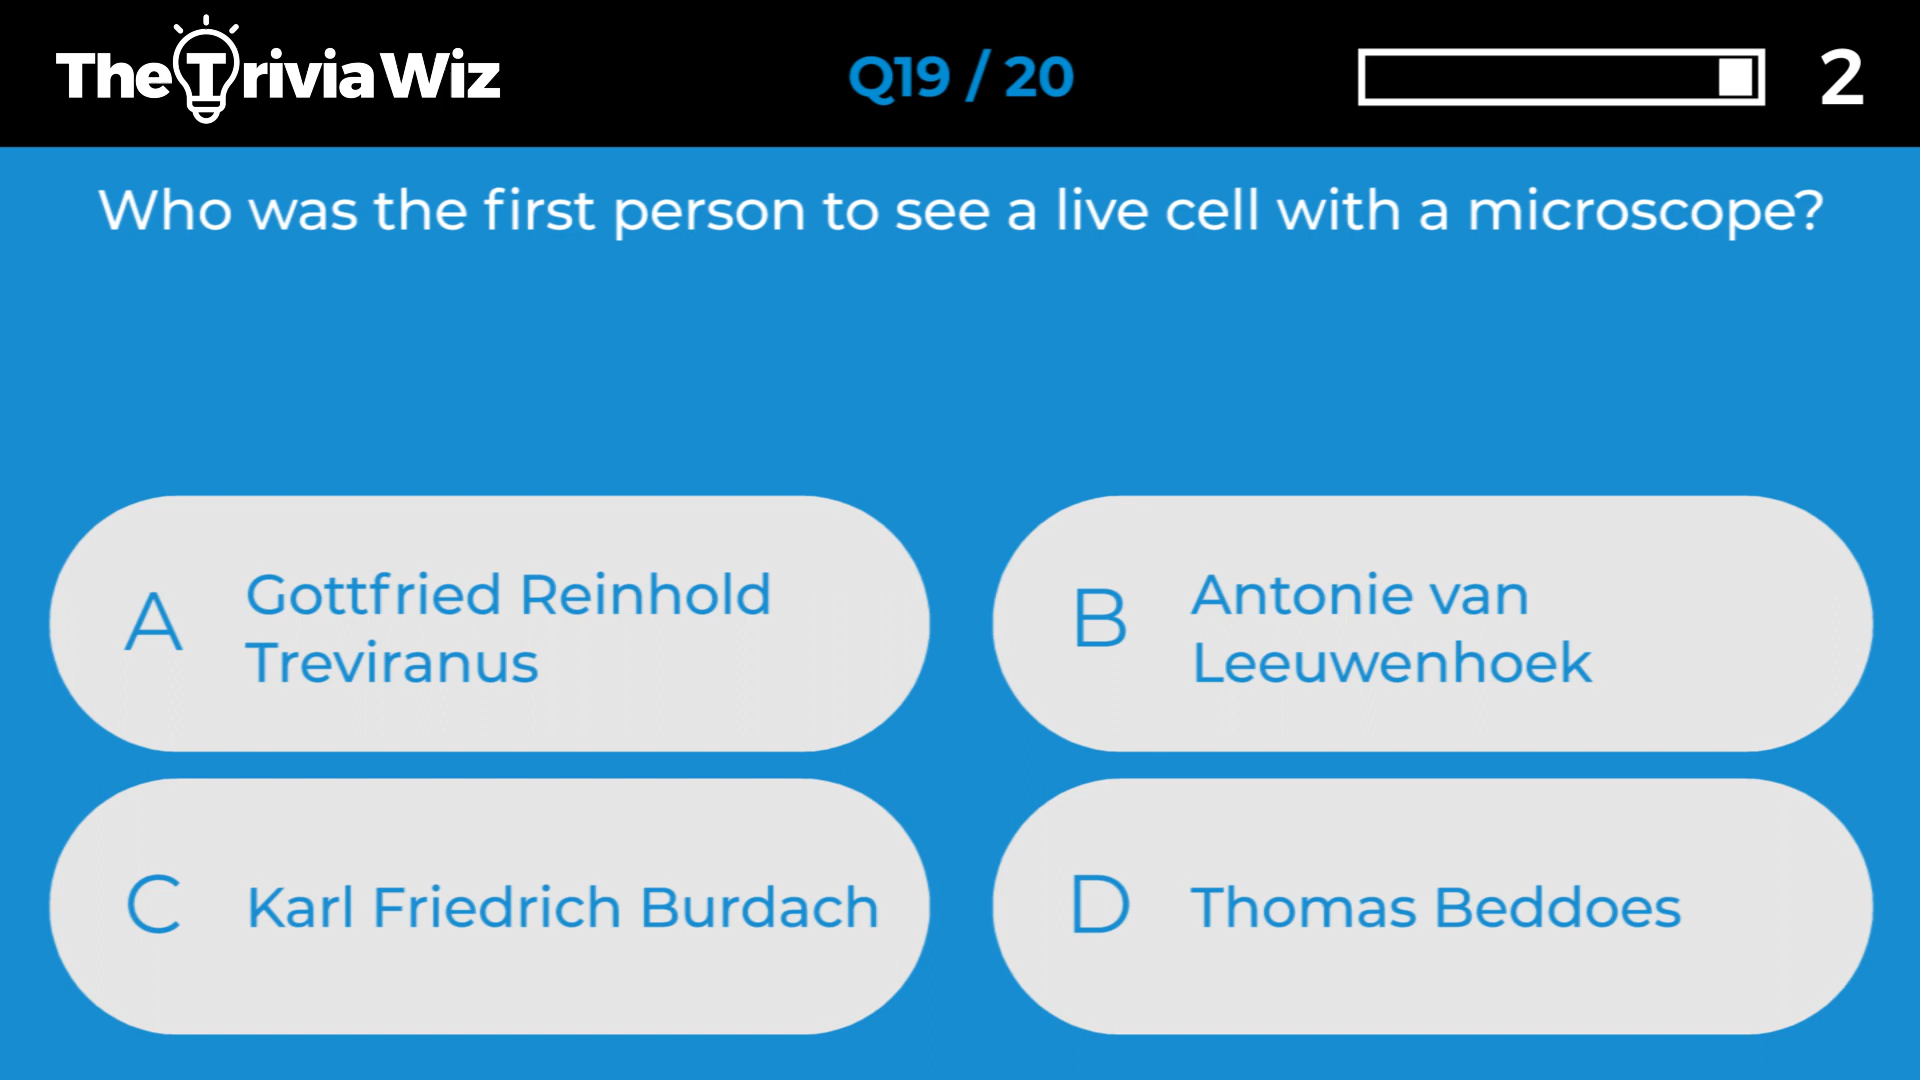 The Trivia Wiz
Q19 / 20
2
Who was the first person to see a live cell with a microscope?
A
Gottfried Reinhold
Treviranus
B
Antonie van
Leeuwenhoek
C
Karl Friedrich Burdach
D
Thomas Beddoes